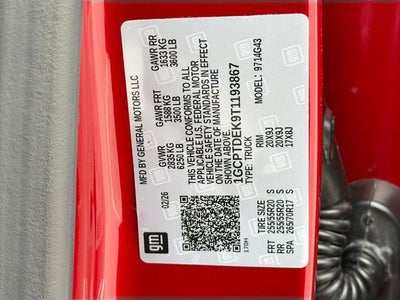 MFD BY GENERAL MOTORS LLC
02/26 GVWR GAWR FRT GAWR RR
2835 KG 1588 KG 1633 KG
6250 LB 3500 LB 3600 LB
THIS VEHICLE CONFORMS TO ALL
APPLICABLE U.S. FEDERAL MOTOR
VEHICLE SAFETY STANDARDS IN EFFECT
ON THE DATE OF MANUFACTURE
SHOWN ABOVE.
1GCPTDEK9T1193867
TYPE: TRUCK MODEL: 9714G43
170H
TIRE SIZE RIM
FRT 255/55R20 S 20X9J
RR 255/55R20 S 20X9J
SPA 265/70R17 S 17X8J
gm